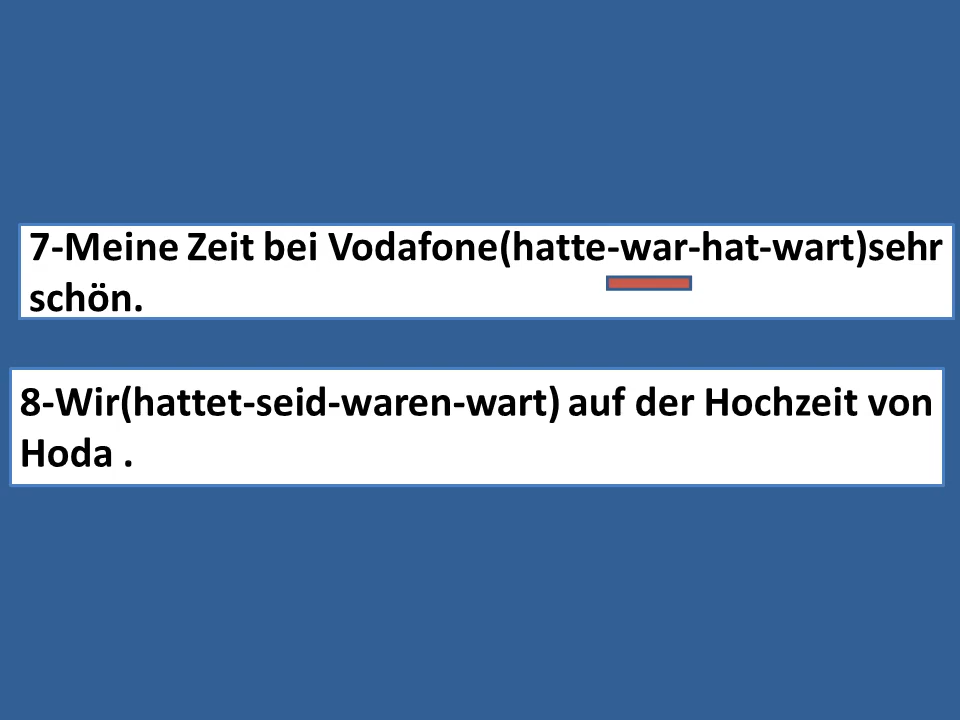 7-Meine Zeit bei Vodafone(hatte-war-hat-wart)sehr
schön.
8-Wir(hattet-seid-waren-wart) auf der Hochzeit von
Hoda .